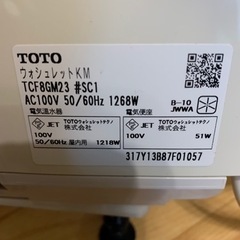 TOTO
ウォシュレットKM
TCF8GM23 #SC1
AC100V 50/60Hz 1268W
B-10
JWWA
電気温水器
電気便座
JET TOTOウォシュレットテクノ株式会社
100V
50/60Hz 屋内用 1218W
JET TOTOウォシュレットテクノ株式会社
100V 51W
317Y13B87F01057